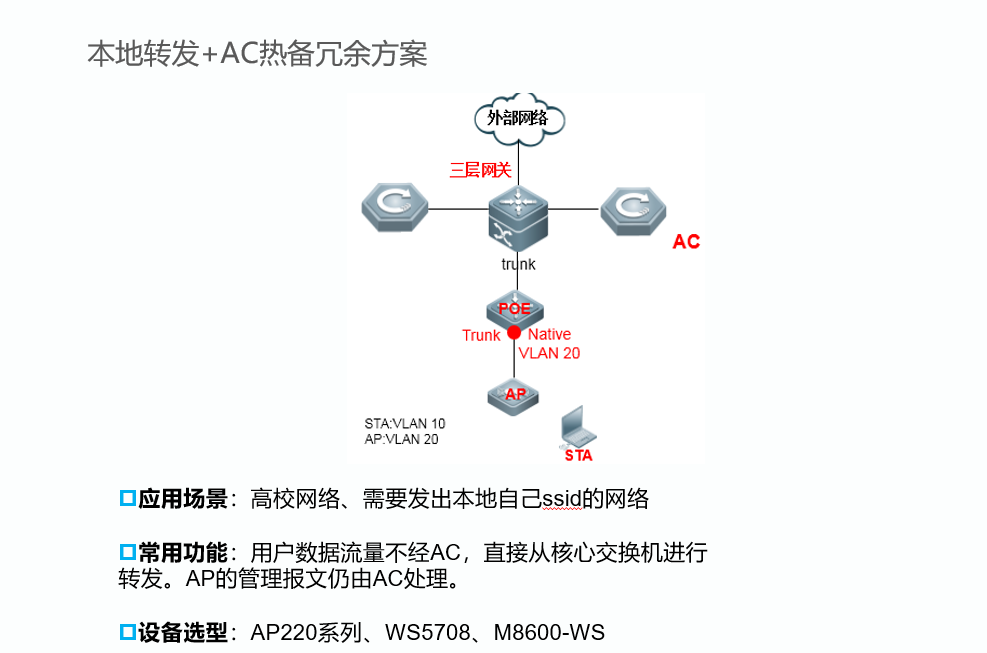 本地转发+AC热备冗余方案
外部网络
三层网关
AC
trunk
POE
Trunk
Native
VLAN 20
AP
STA:VLAN 10
AP:VLAN 20
STA
应用场景：高校网络、需要发出本地自己ssid的网络
常用功能：用户数据流量不经AC，直接从核心交换机进行
转发。AP的管理报文仍由AC处理。
设备选型：AP220系列、WS5708、M8600-WS